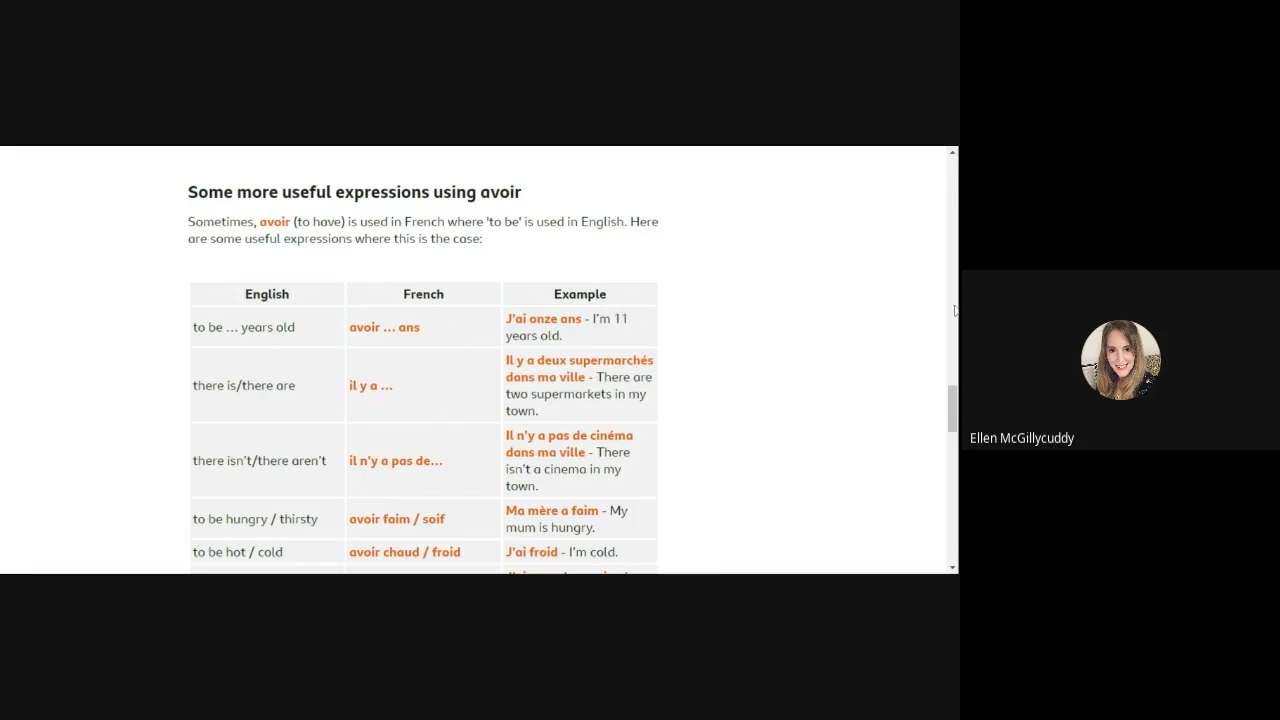 Some more useful expressions using avoir
Sometimes, avoir (to have) is used in French where 'to be' is used in English. Here
are some useful expressions where this is the case:
English French Example
to be ... years old avoir ... ans J'ai onze ans - I'm 11
years old.
there is/there are il y a ... Il y a deux supermarchés
dans ma ville - There are
two supermarkets in my
town.
there isn't/there aren't il n'y a pas de... Il n'y a pas de cinéma
dans ma ville - There
isn't a cinema in my
town.
to be hungry / thirsty avoir faim / soif Ma mère a faim - My
mum is hungry.
to be hot / cold avoir chaud / froid J'ai froid - I'm cold.
Ellen McGillycuddy